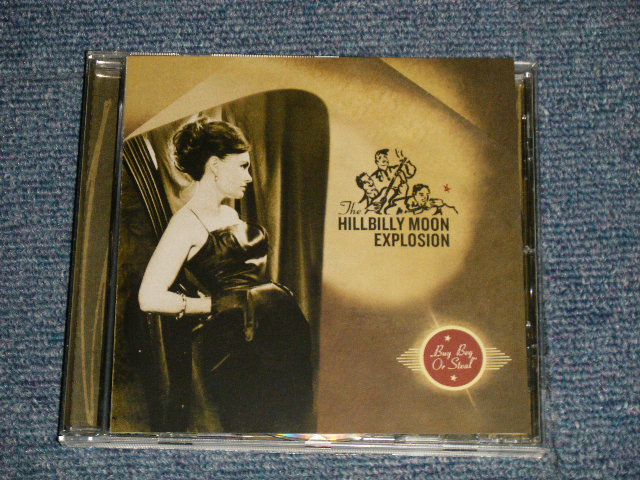 The
HILLBILLY MOON
EXPLOSION
„Buy Beg
Or Steal"